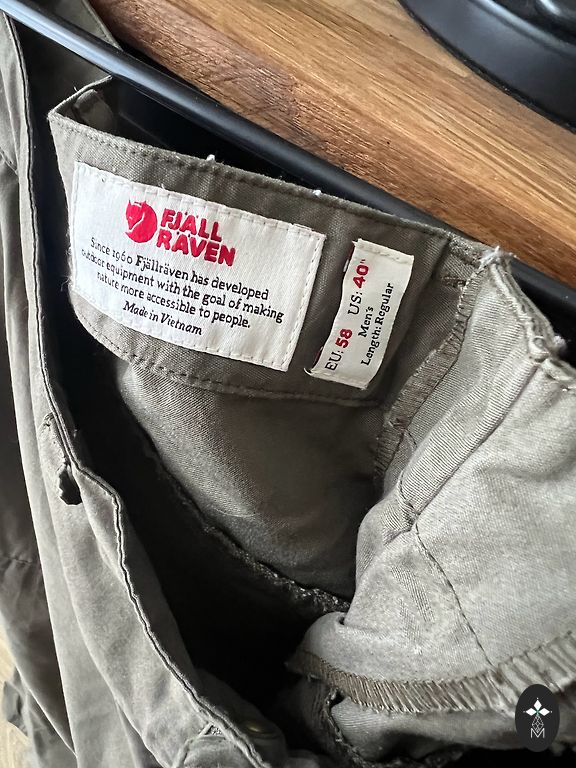 FJÄLL
RÄVEN
Since 1960 Fjällräven has developed
outdoor equipment with the goal of making
nature more accessible to people.
Made in Vietnam
EU: 58 US: 40"
Men's
Length: Regular
M